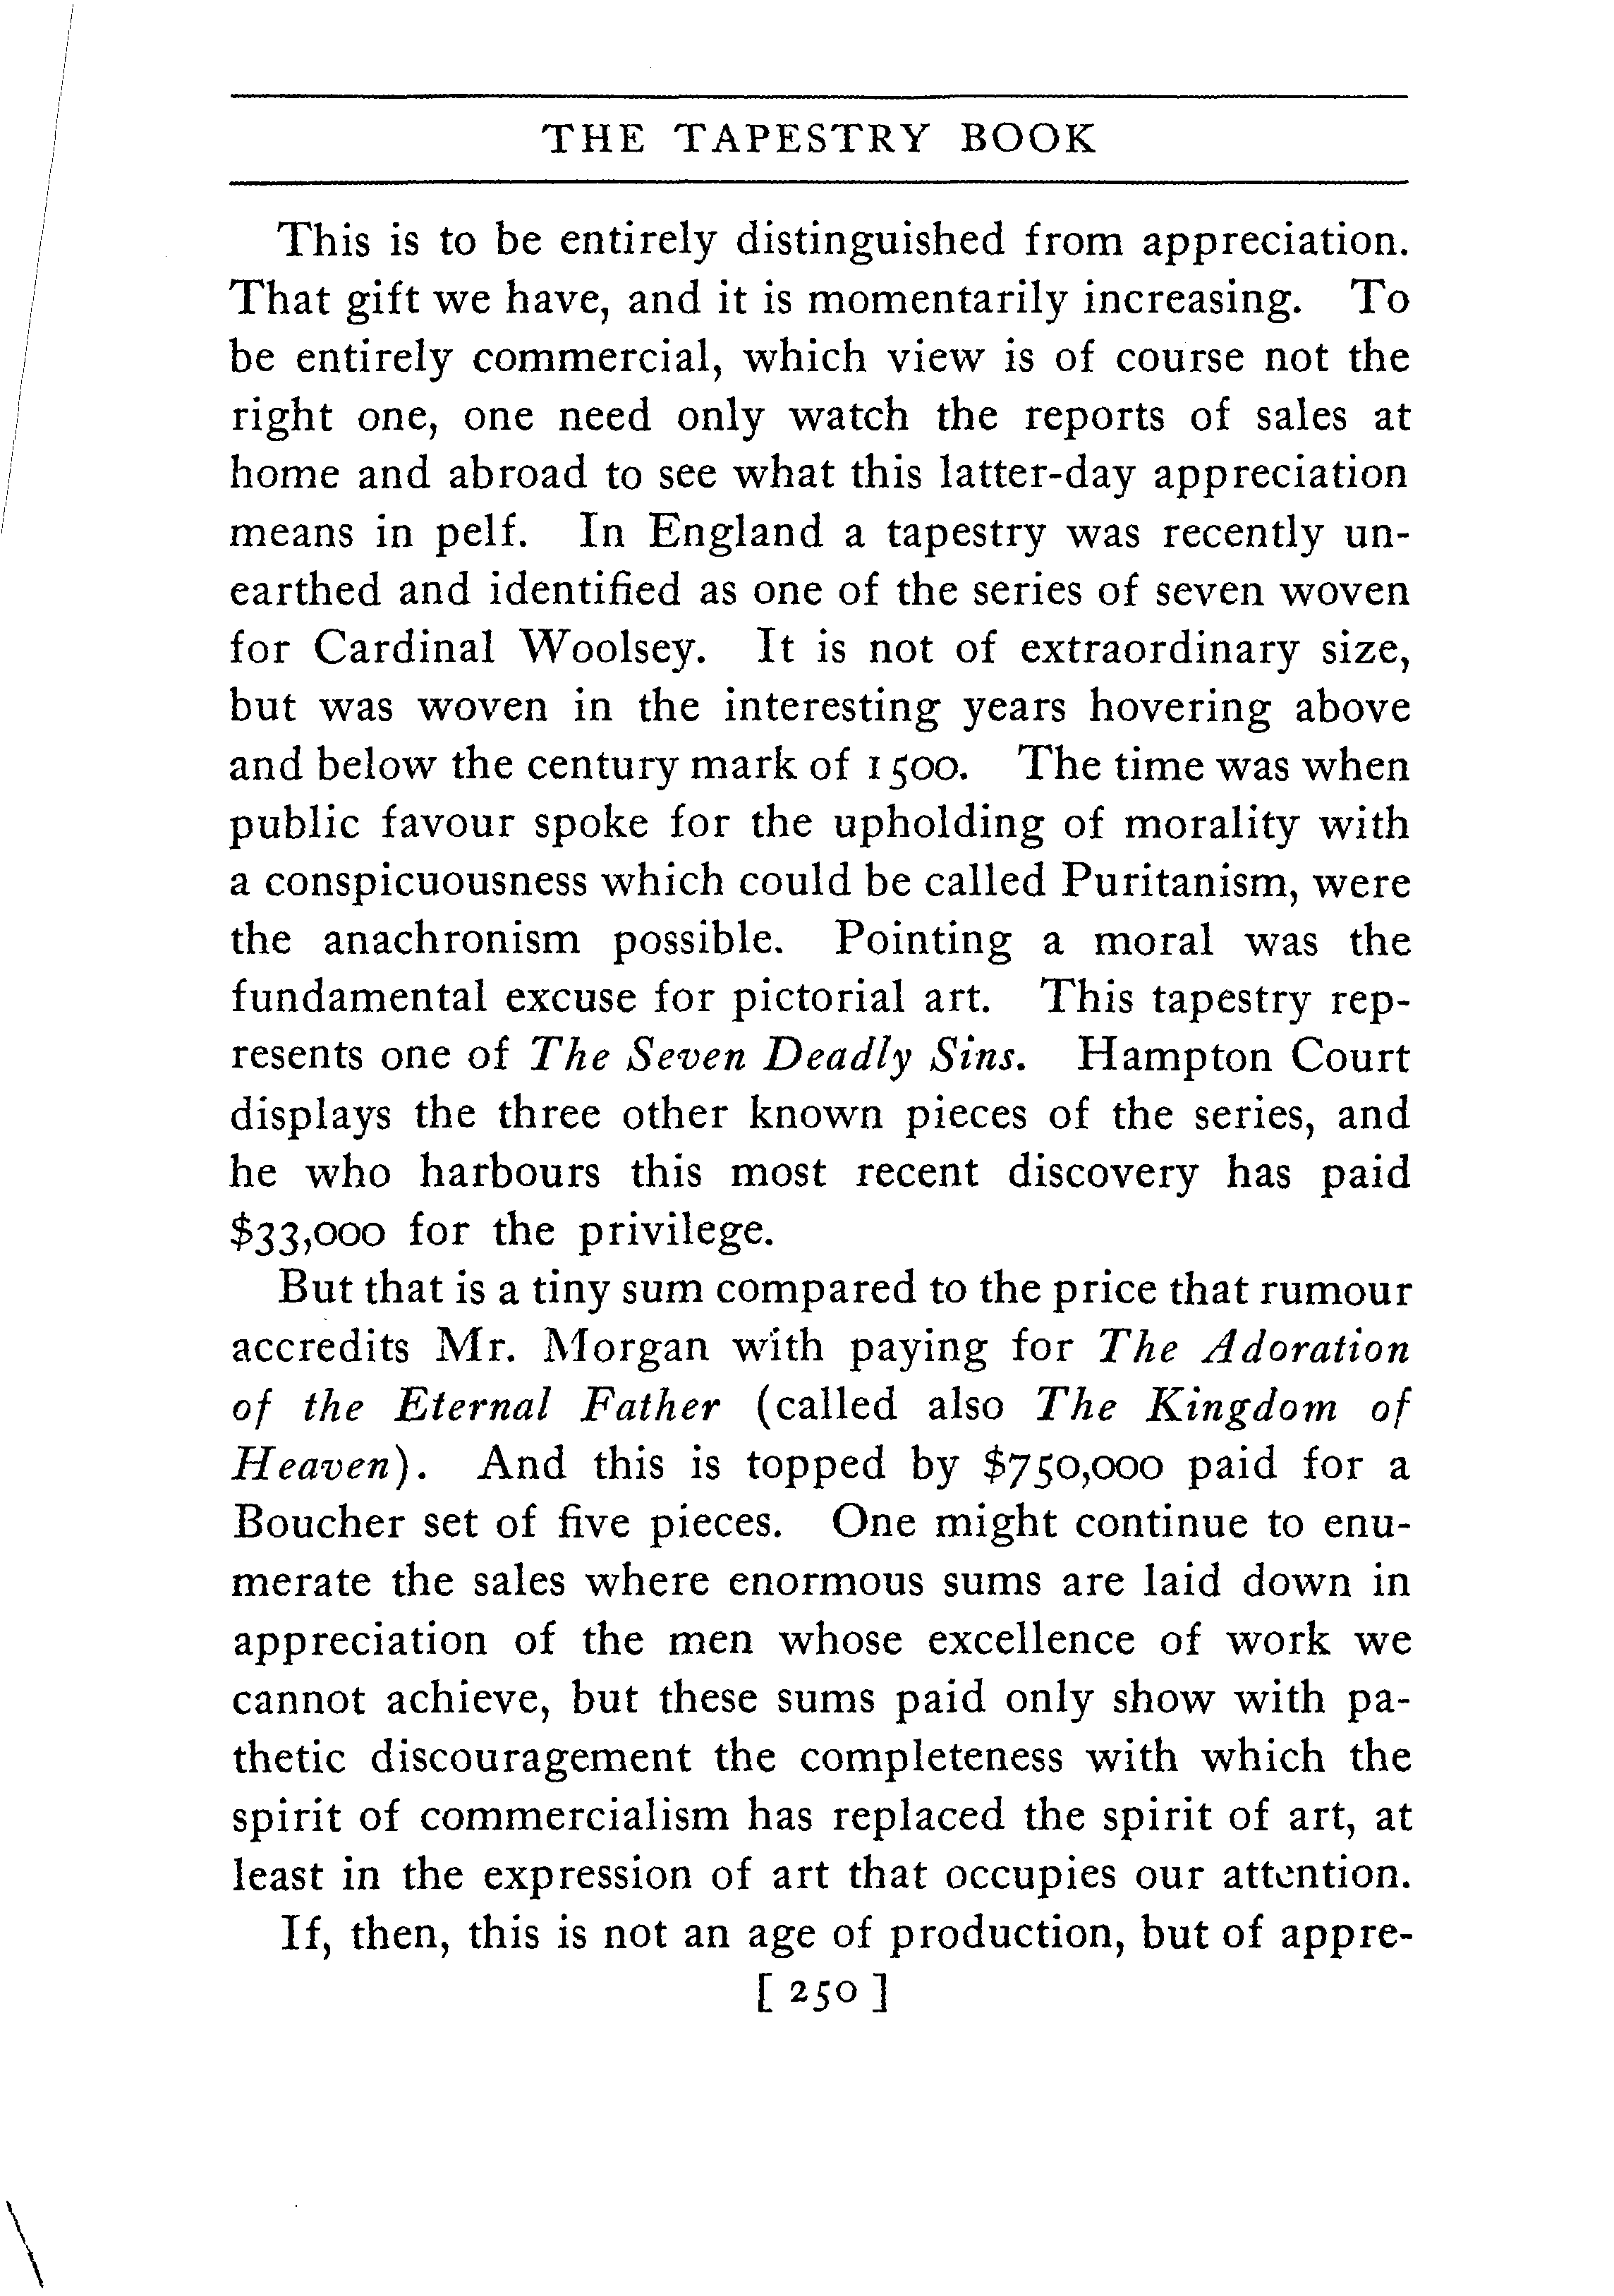 THE TAPESTRY BOOK
This is to be entirely distinguished from appreciation.
That gift we have, and it is momentarily increasing. To
be entirely commercial, which view is of course not the
right one, one need only watch the reports of sales at
home and abroad to see what this latter-day appreciation
means in pelf. In England a tapestry was recently un-
earthed and identified as one of the series of seven woven
for Cardinal Woolsey. It is not of extraordinary size,
but was woven in the interesting years hovering above
and below the century mark of 1500. The time was when
public favour spoke for the upholding of morality with
a conspicuousness which could be called Puritanism, were
the anachronism possible. Pointing a moral was the
fundamental excuse for pictorial art. This tapestry rep-
resents one of The Seven Deadly Sins. Hampton Court
displays the three other known pieces of the series, and
he who harbours this most recent discovery has paid
$33,000 for the privilege.
But that is a tiny sum compared to the price that rumour
accredits Mr. Morgan with paying for The Adoration
of the Eternal Father (called also The Kingdom of
Heaven). And this is topped by $750,000 paid for a
Boucher set of five pieces. One might continue to enu-
merate the sales where enormous sums are laid down in
appreciation of the men whose excellence of work we
cannot achieve, but these sums paid only show with pa-
thetic discouragement the completeness with which the
spirit of commercialism has replaced the spirit of art, at
least in the expression of art that occupies our attention.
If, then, this is not an age of production, but of appre-
[ 250 ]